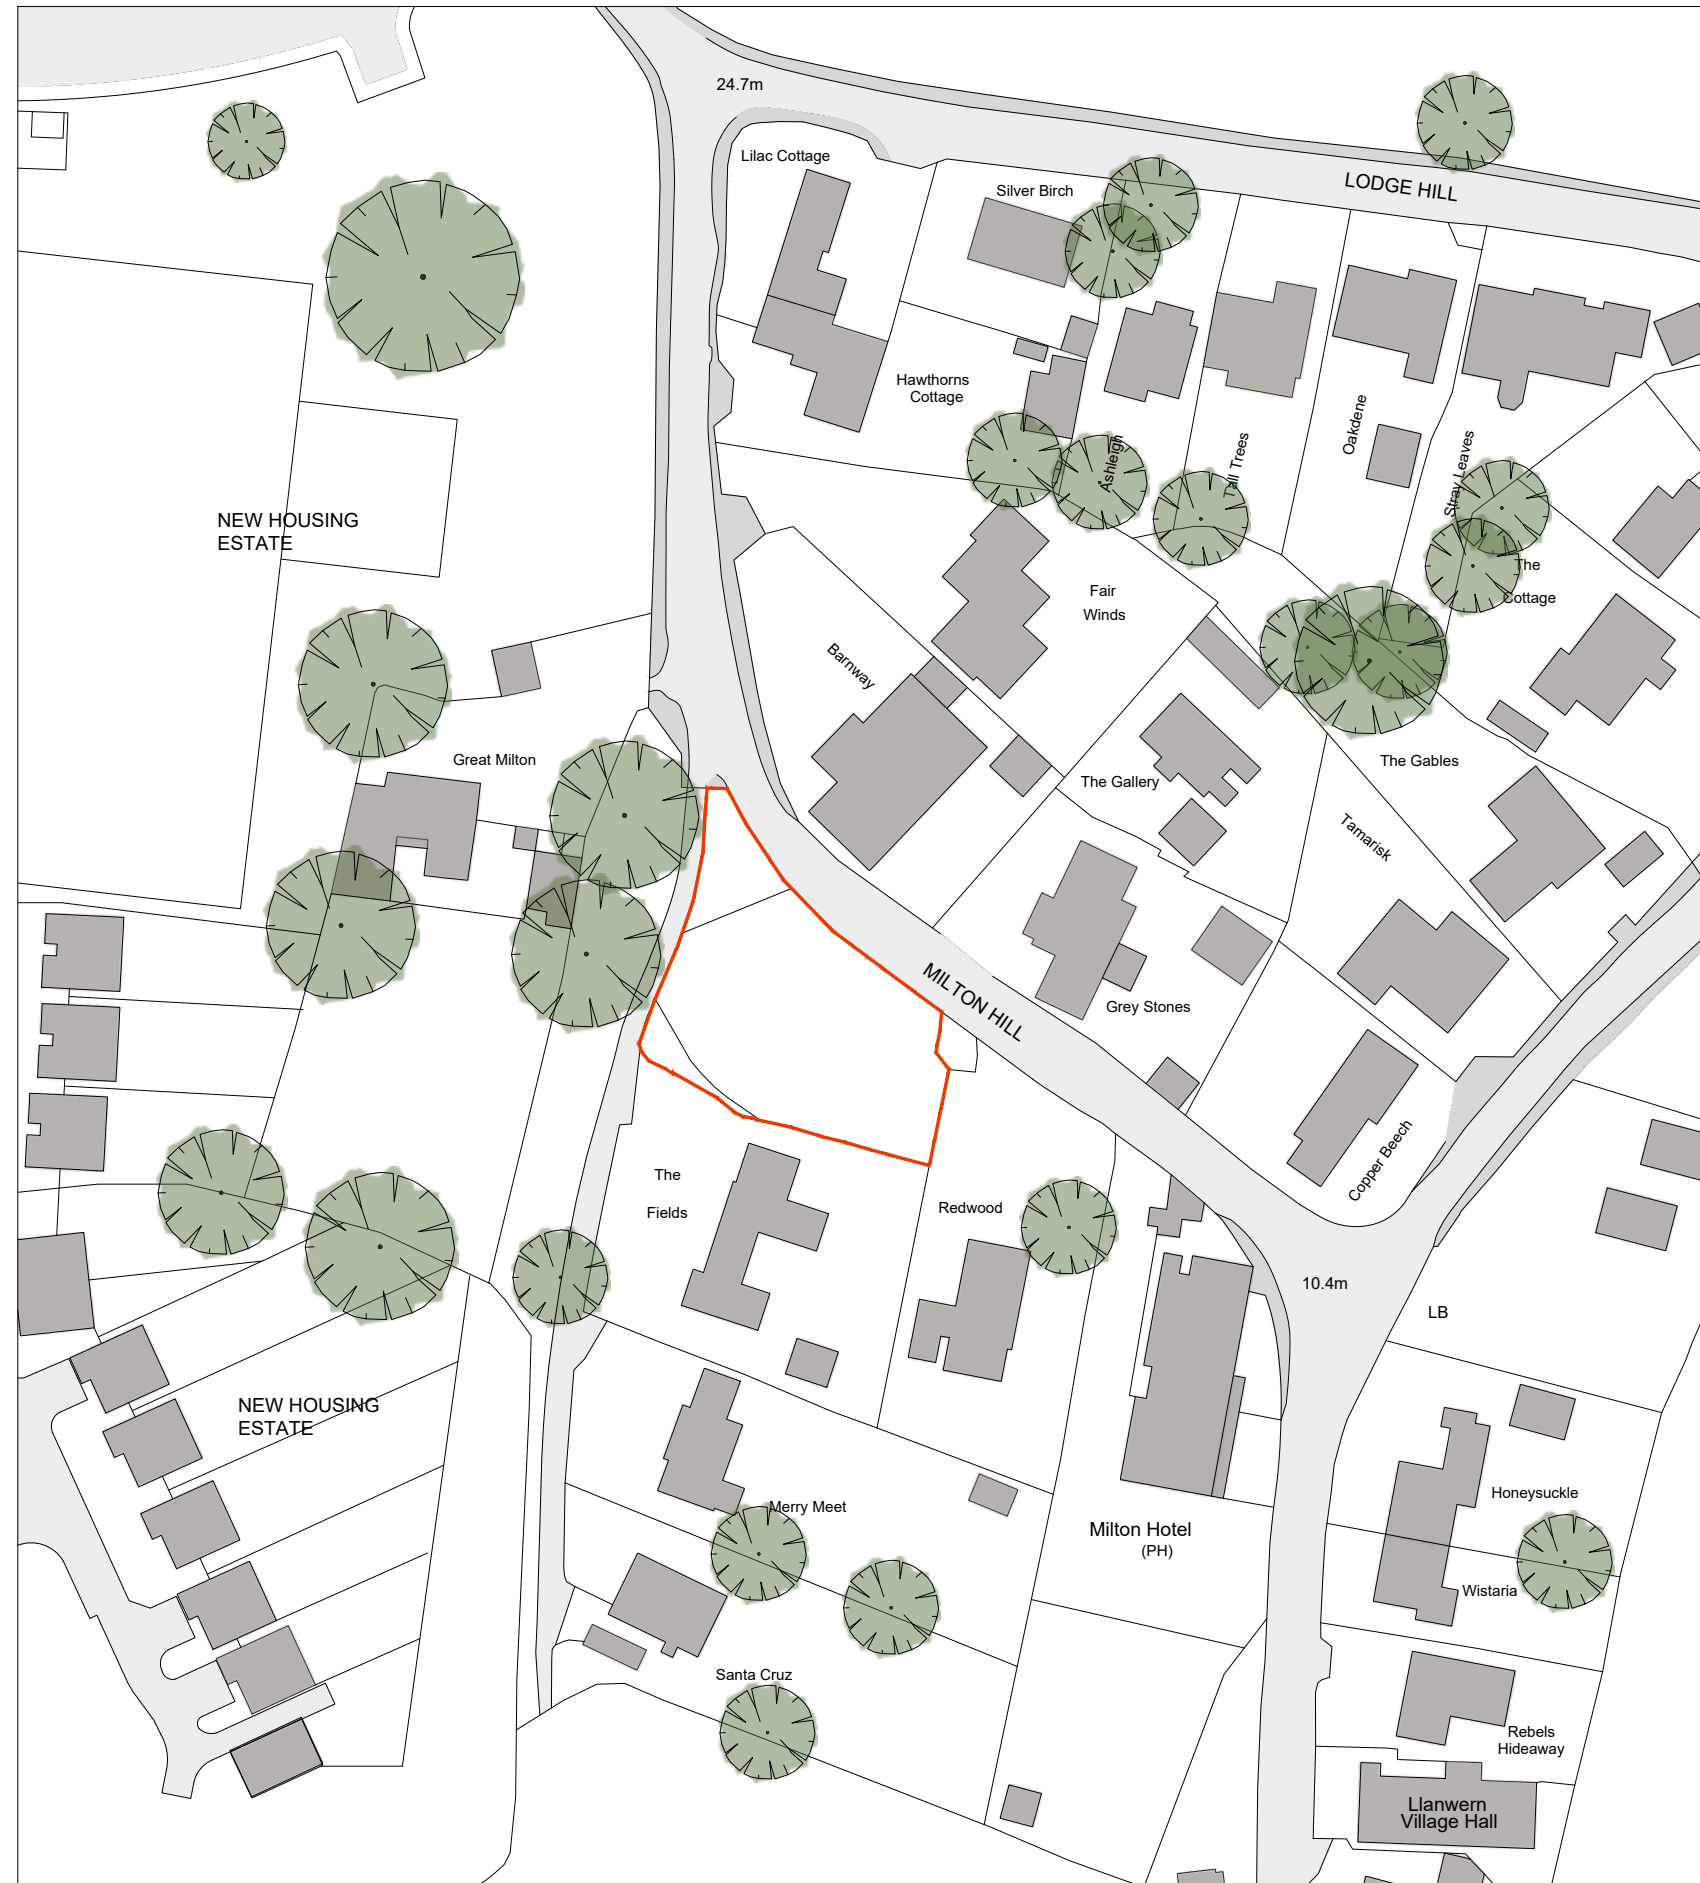 24.7m
Lilac Cottage
Silver Birch
LODGE HILL
Hawthorns
Cottage
Ashleigh
Tall Trees
Oakdene
Stray Leaves
NEW HOUSING
ESTATE
The
Cottage
Fair
Winds
Barnway
Great Milton
The Gallery
The Gables
Tamarisk
MILTON HILL
Grey Stones
Copper Beech
The
Fields
Redwood
10.4m
LB
NEW HOUSING
ESTATE
Merry Meet
Milton Hotel
(PH)
Honeysuckle
Wistaria
Santa Cruz
Rebels
Hideaway
Llanwern
Village Hall